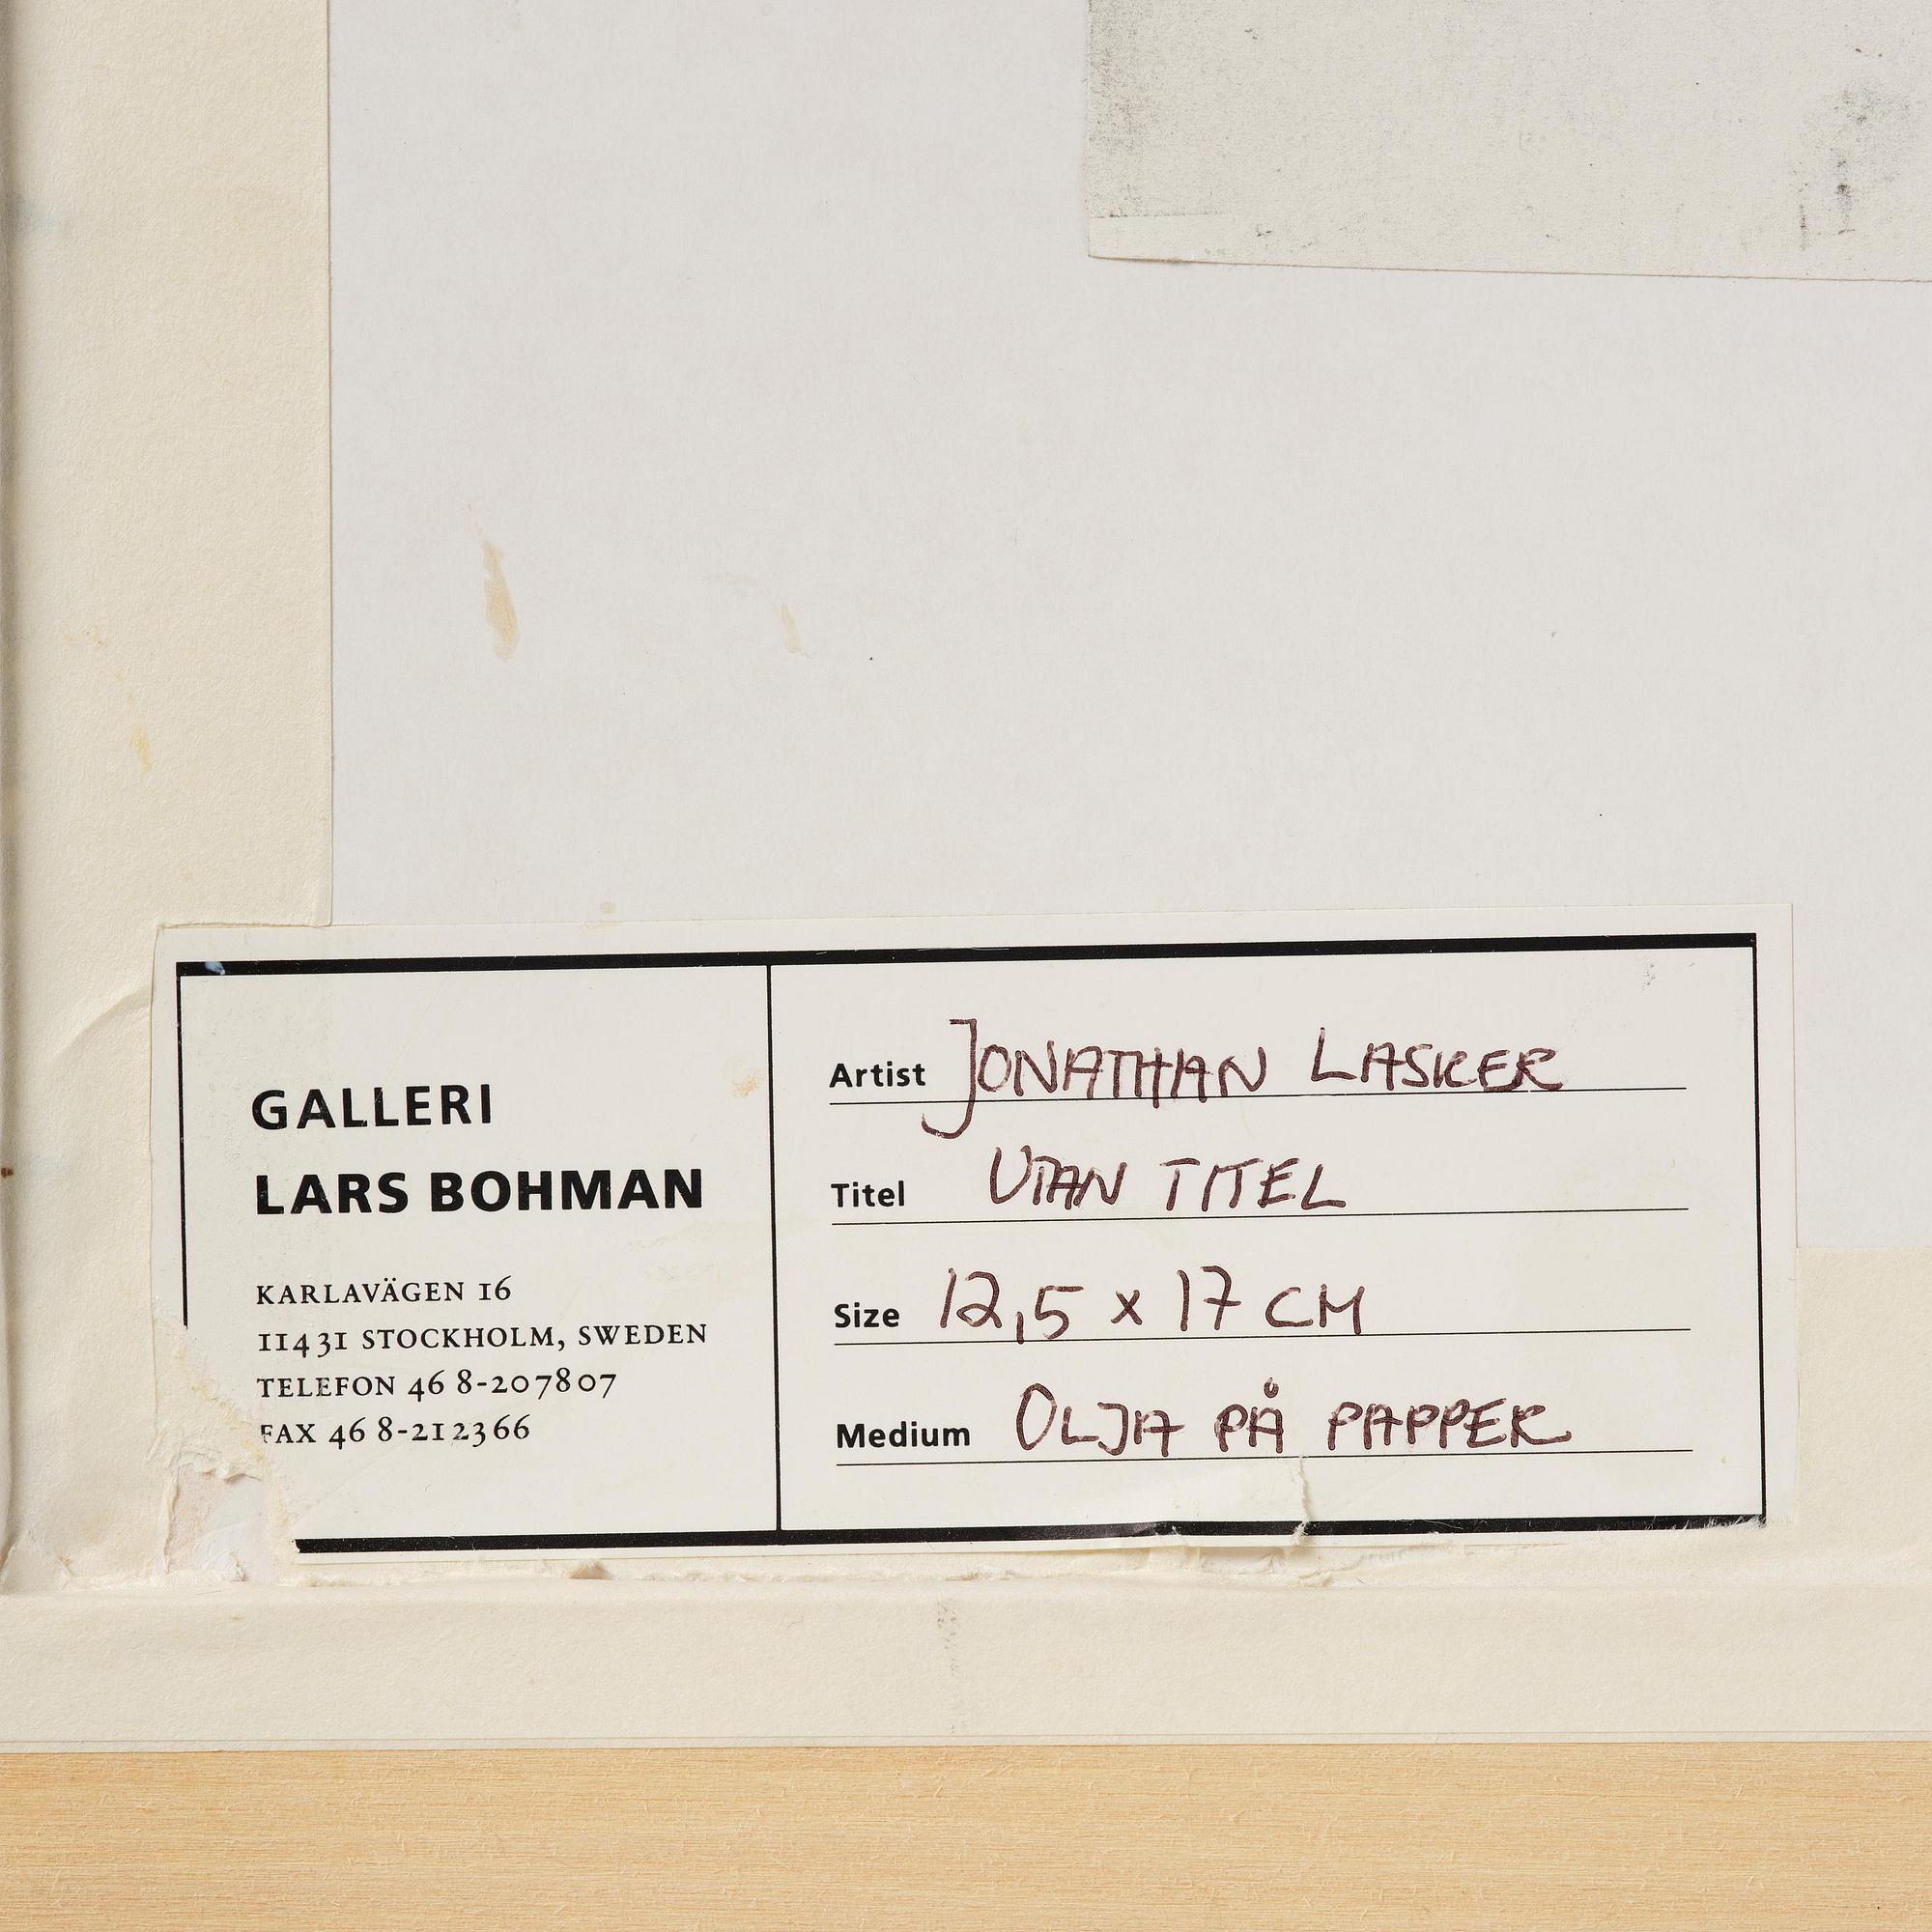 GALLERI
LARS BOHMAN
KARLAVÄGEN 16
11431 STOCKHOLM, SWEDEN
TELEFON 46 8-207807
FAX 46 8-212366
Artist JONATHAN LASKER
Titel UTAN TITEL
Size 12,5 x 17 CM
Medium OLJA PÅ PAPPER